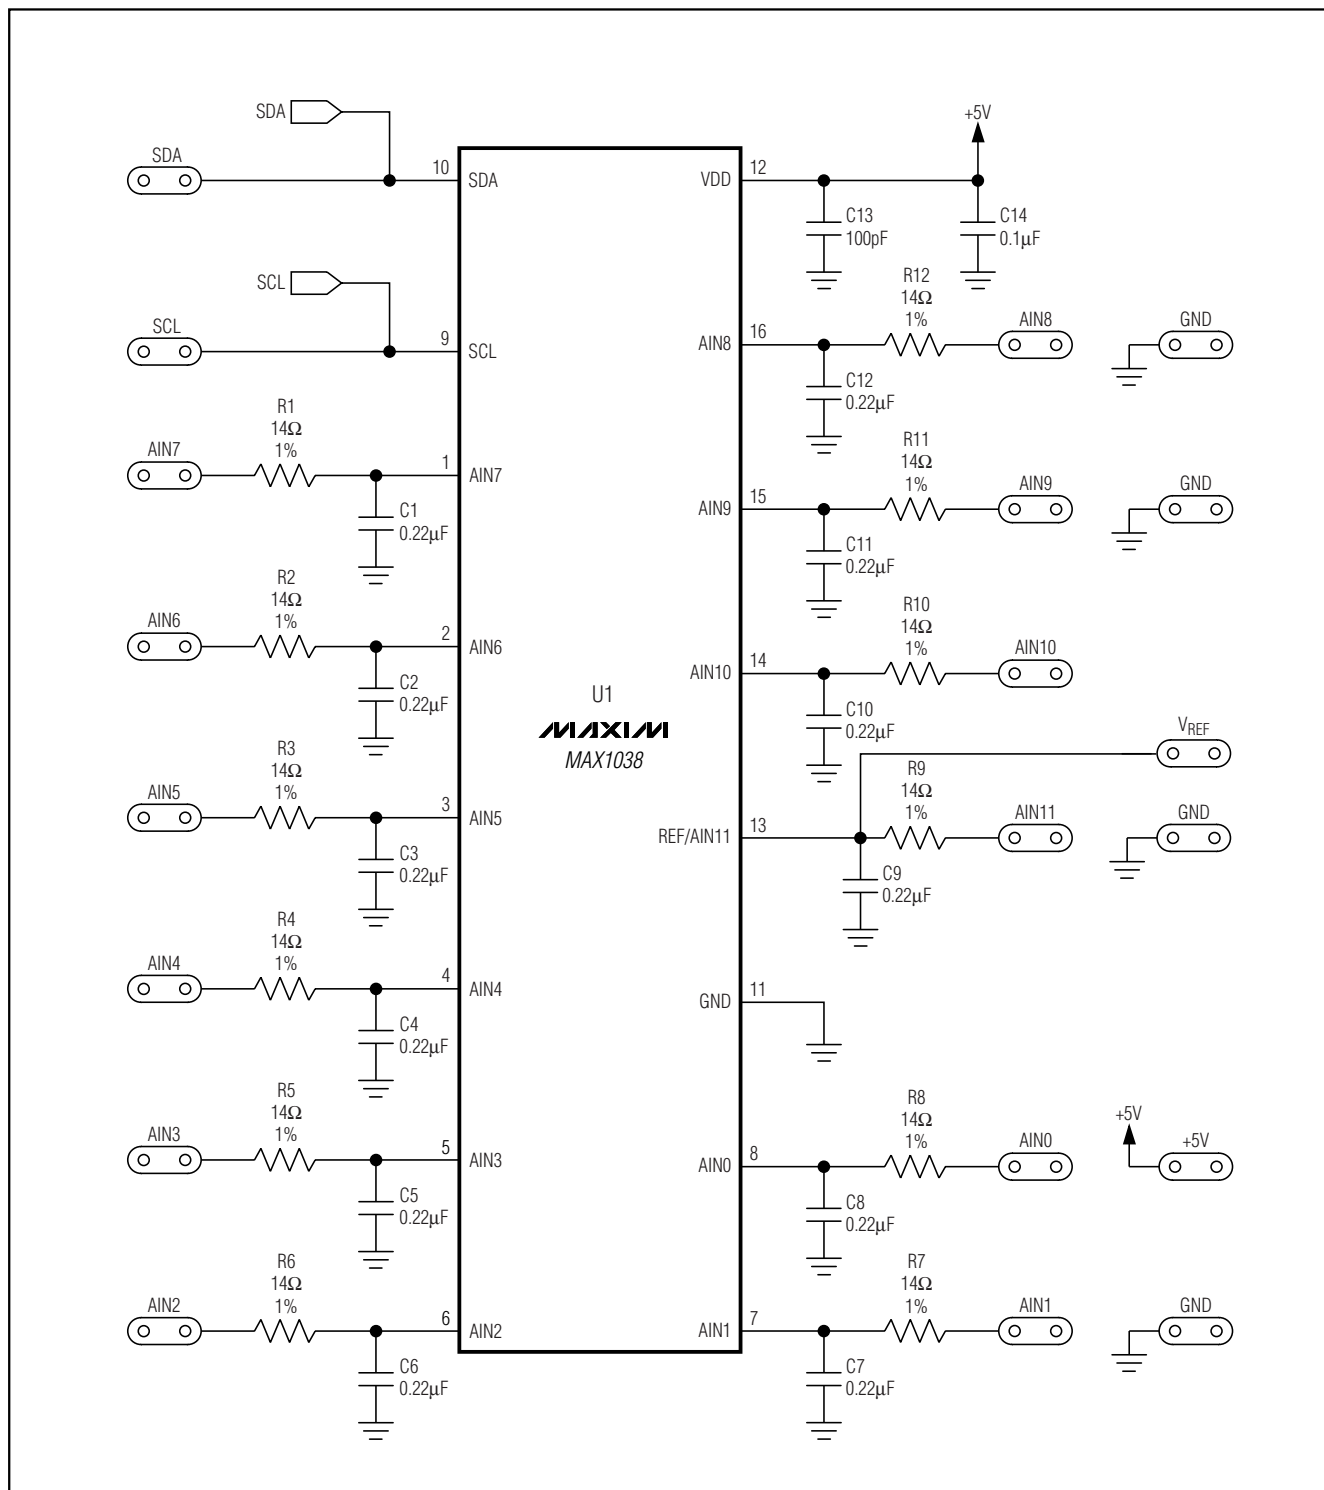 SDA
SDA
10
SDA
SCL
SCL
9
SCL
R1
14Ω
1%
AIN7
1
AIN7
C1
0.22μF
R2
14Ω
1%
AIN6
2
AIN6
C2
0.22μF
R3
14Ω
1%
AIN5
3
AIN5
C3
0.22μF
R4
14Ω
1%
AIN4
4
AIN4
C4
0.22μF
R5
14Ω
1%
AIN3
5
AIN3
C5
0.22μF
R6
14Ω
1%
AIN2
6
AIN2
C6
0.22μF
U1
MAXIM
MAX1038
+5V
VDD
12
C13
100pF
C14
0.1μF
R12
14Ω
1%
AIN8
16
AIN8
GND
C12
0.22μF
R11
14Ω
1%
AIN9
15
AIN9
GND
C11
0.22μF
R10
14Ω
1%
AIN10
14
AIN10
C10
0.22μF
VREF
R9
14Ω
1%
REF/AIN11
13
AIN11
GND
C9
0.22μF
GND
11
R8
14Ω
1%
AIN0
8
AIN0
+5V
+5V
C8
0.22μF
R7
14Ω
1%
AIN1
7
AIN1
GND
C7
0.22μF